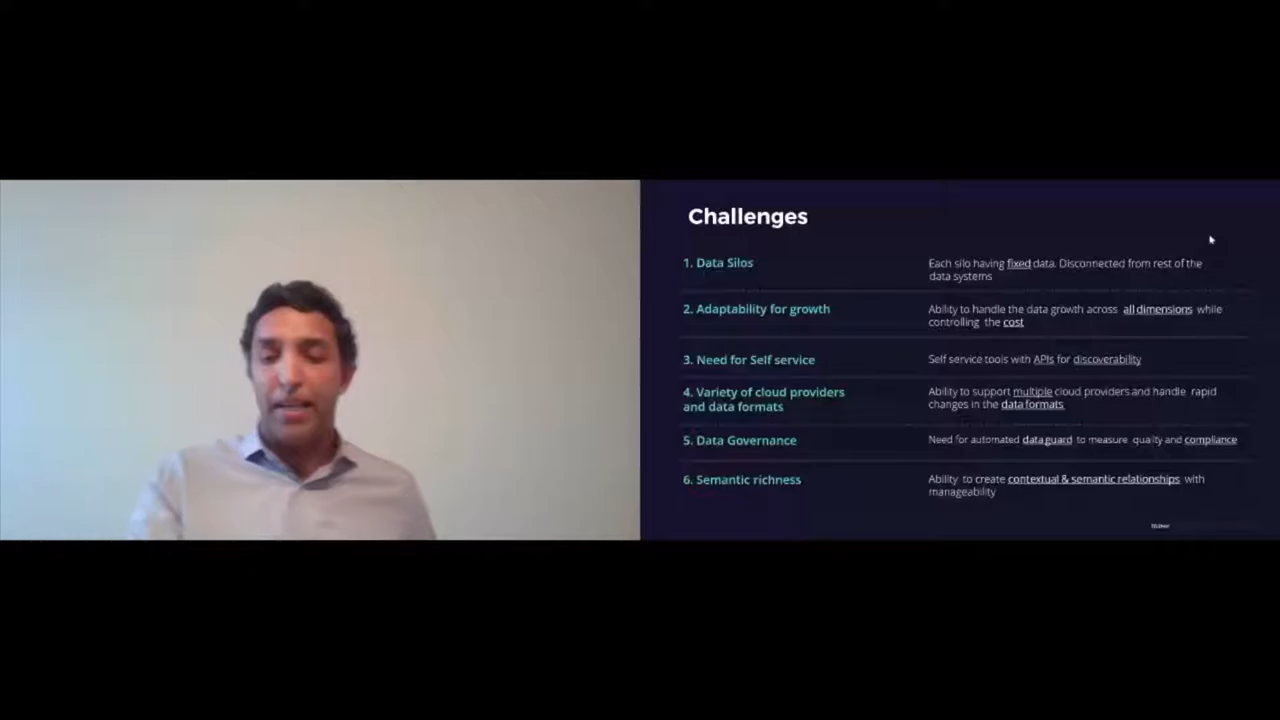 Challenges
1. Data Silos
Each silo having fixed data. Disconnected from rest of the
data systems
2. Adaptability for growth
Ability to handle the data growth across all dimensions while
controlling the cost
3. Need for Self service
Self service tools with APIs for discoverability
4. Variety of cloud providers
and data formats
Ability to support multiple cloud providers and handle rapid
changes in the data formats
5. Data Governance
Need for automated data guard to measure quality and compliance
6. Semantic richness
Ability to create contextual & semantic relationships with
manageability